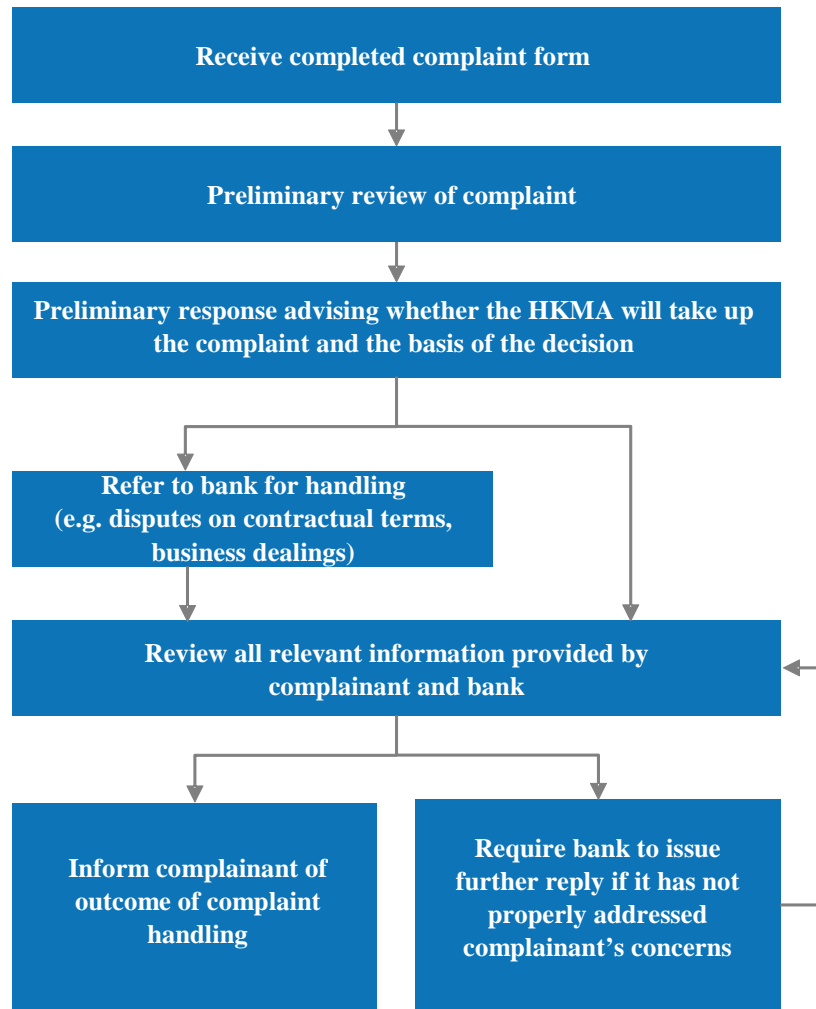 Receive completed complaint form
Preliminary review of complaint
Preliminary response advising whether the HKMA will take up
the complaint and the basis of the decision
Refer to bank for handling
(e.g. disputes on contractual terms,
business dealings)
Review all relevant information provided by
complainant and bank
Inform complainant of
outcome of complaint
handling
Require bank to issue
further reply if it has not
properly addressed
complainant’s concerns